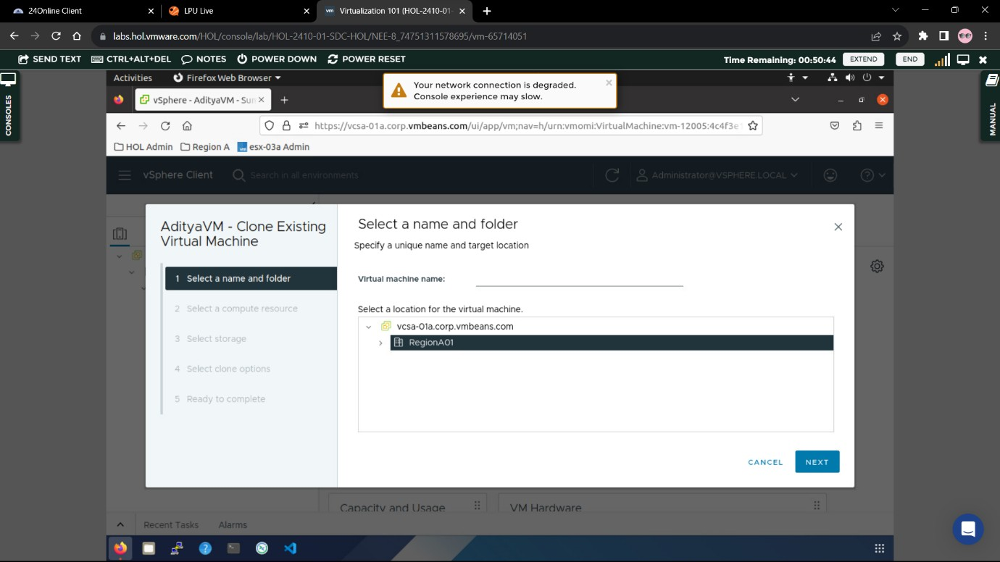 24Online Client
LPU Live
Virtualization 101 (HOL-2410-01-
labs.hol.vmware.com/HOL/console/lab/HOL-2410-01-SDC-HOL/NEE-8_74751311578695/vm-65714051
SEND TEXT CTRL+ALT+DEL NOTES POWER DOWN POWER RESET Time Remaining: 00:50:44 EXTEND END
CONSOLES
MANUAL
Activities Firefox Web Browser
Your network connection is degraded.
Console experience may slow.
vSphere - AdityaVM - Sum
https://vcsa-01a.corp.vmbeans.com/ui/app/vm;nav=h/urn:vmomi:VirtualMachine:vm-12005:4c4f3e1
HOL Admin Region A esx-03a Admin
vSphere Client Search in all environments Administrator@VSPHERE.LOCAL
AdityaVM - Clone Existing
Virtual Machine
1 Select a name and folder
2 Select a compute resource
3 Select storage
4 Select clone options
5 Ready to complete
Select a name and folder
Specify a unique name and target location
Virtual machine name:
Select a location for the virtual machine.
vcsa-01a.corp.vmbeans.com
RegionA01
CANCEL NEXT
Capacity and Usage VM Hardware
Recent Tasks Alarms